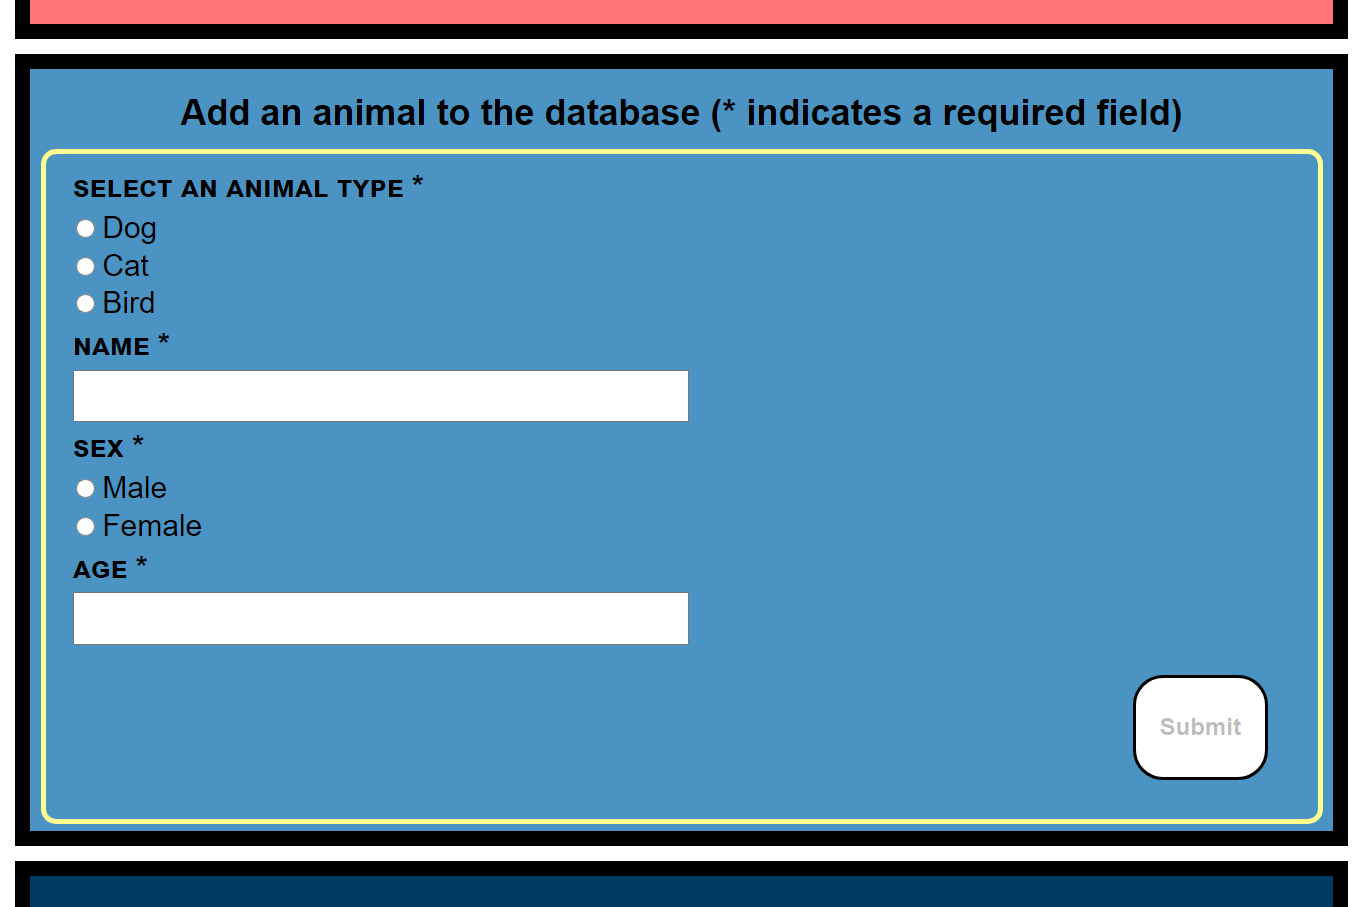 Add an animal to the database (* indicates a required field)
SELECT AN ANIMAL TYPE *
Dog
Cat
Bird
NAME *
SEX *
Male
Female
AGE *
Submit